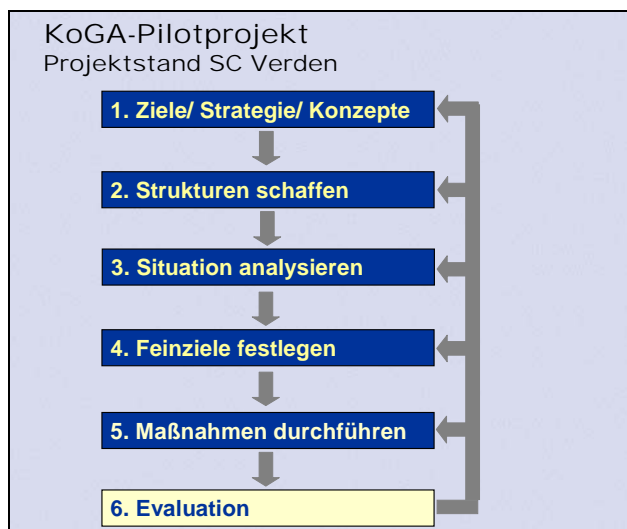 KoGA-Pilotprojekt
Projektstand SC Verden
1. Ziele/ Strategie/ Konzepte
2. Strukturen schaffen
3. Situation analysieren
4. Feinziele festlegen
5. Maßnahmen durchführen
6. Evaluation